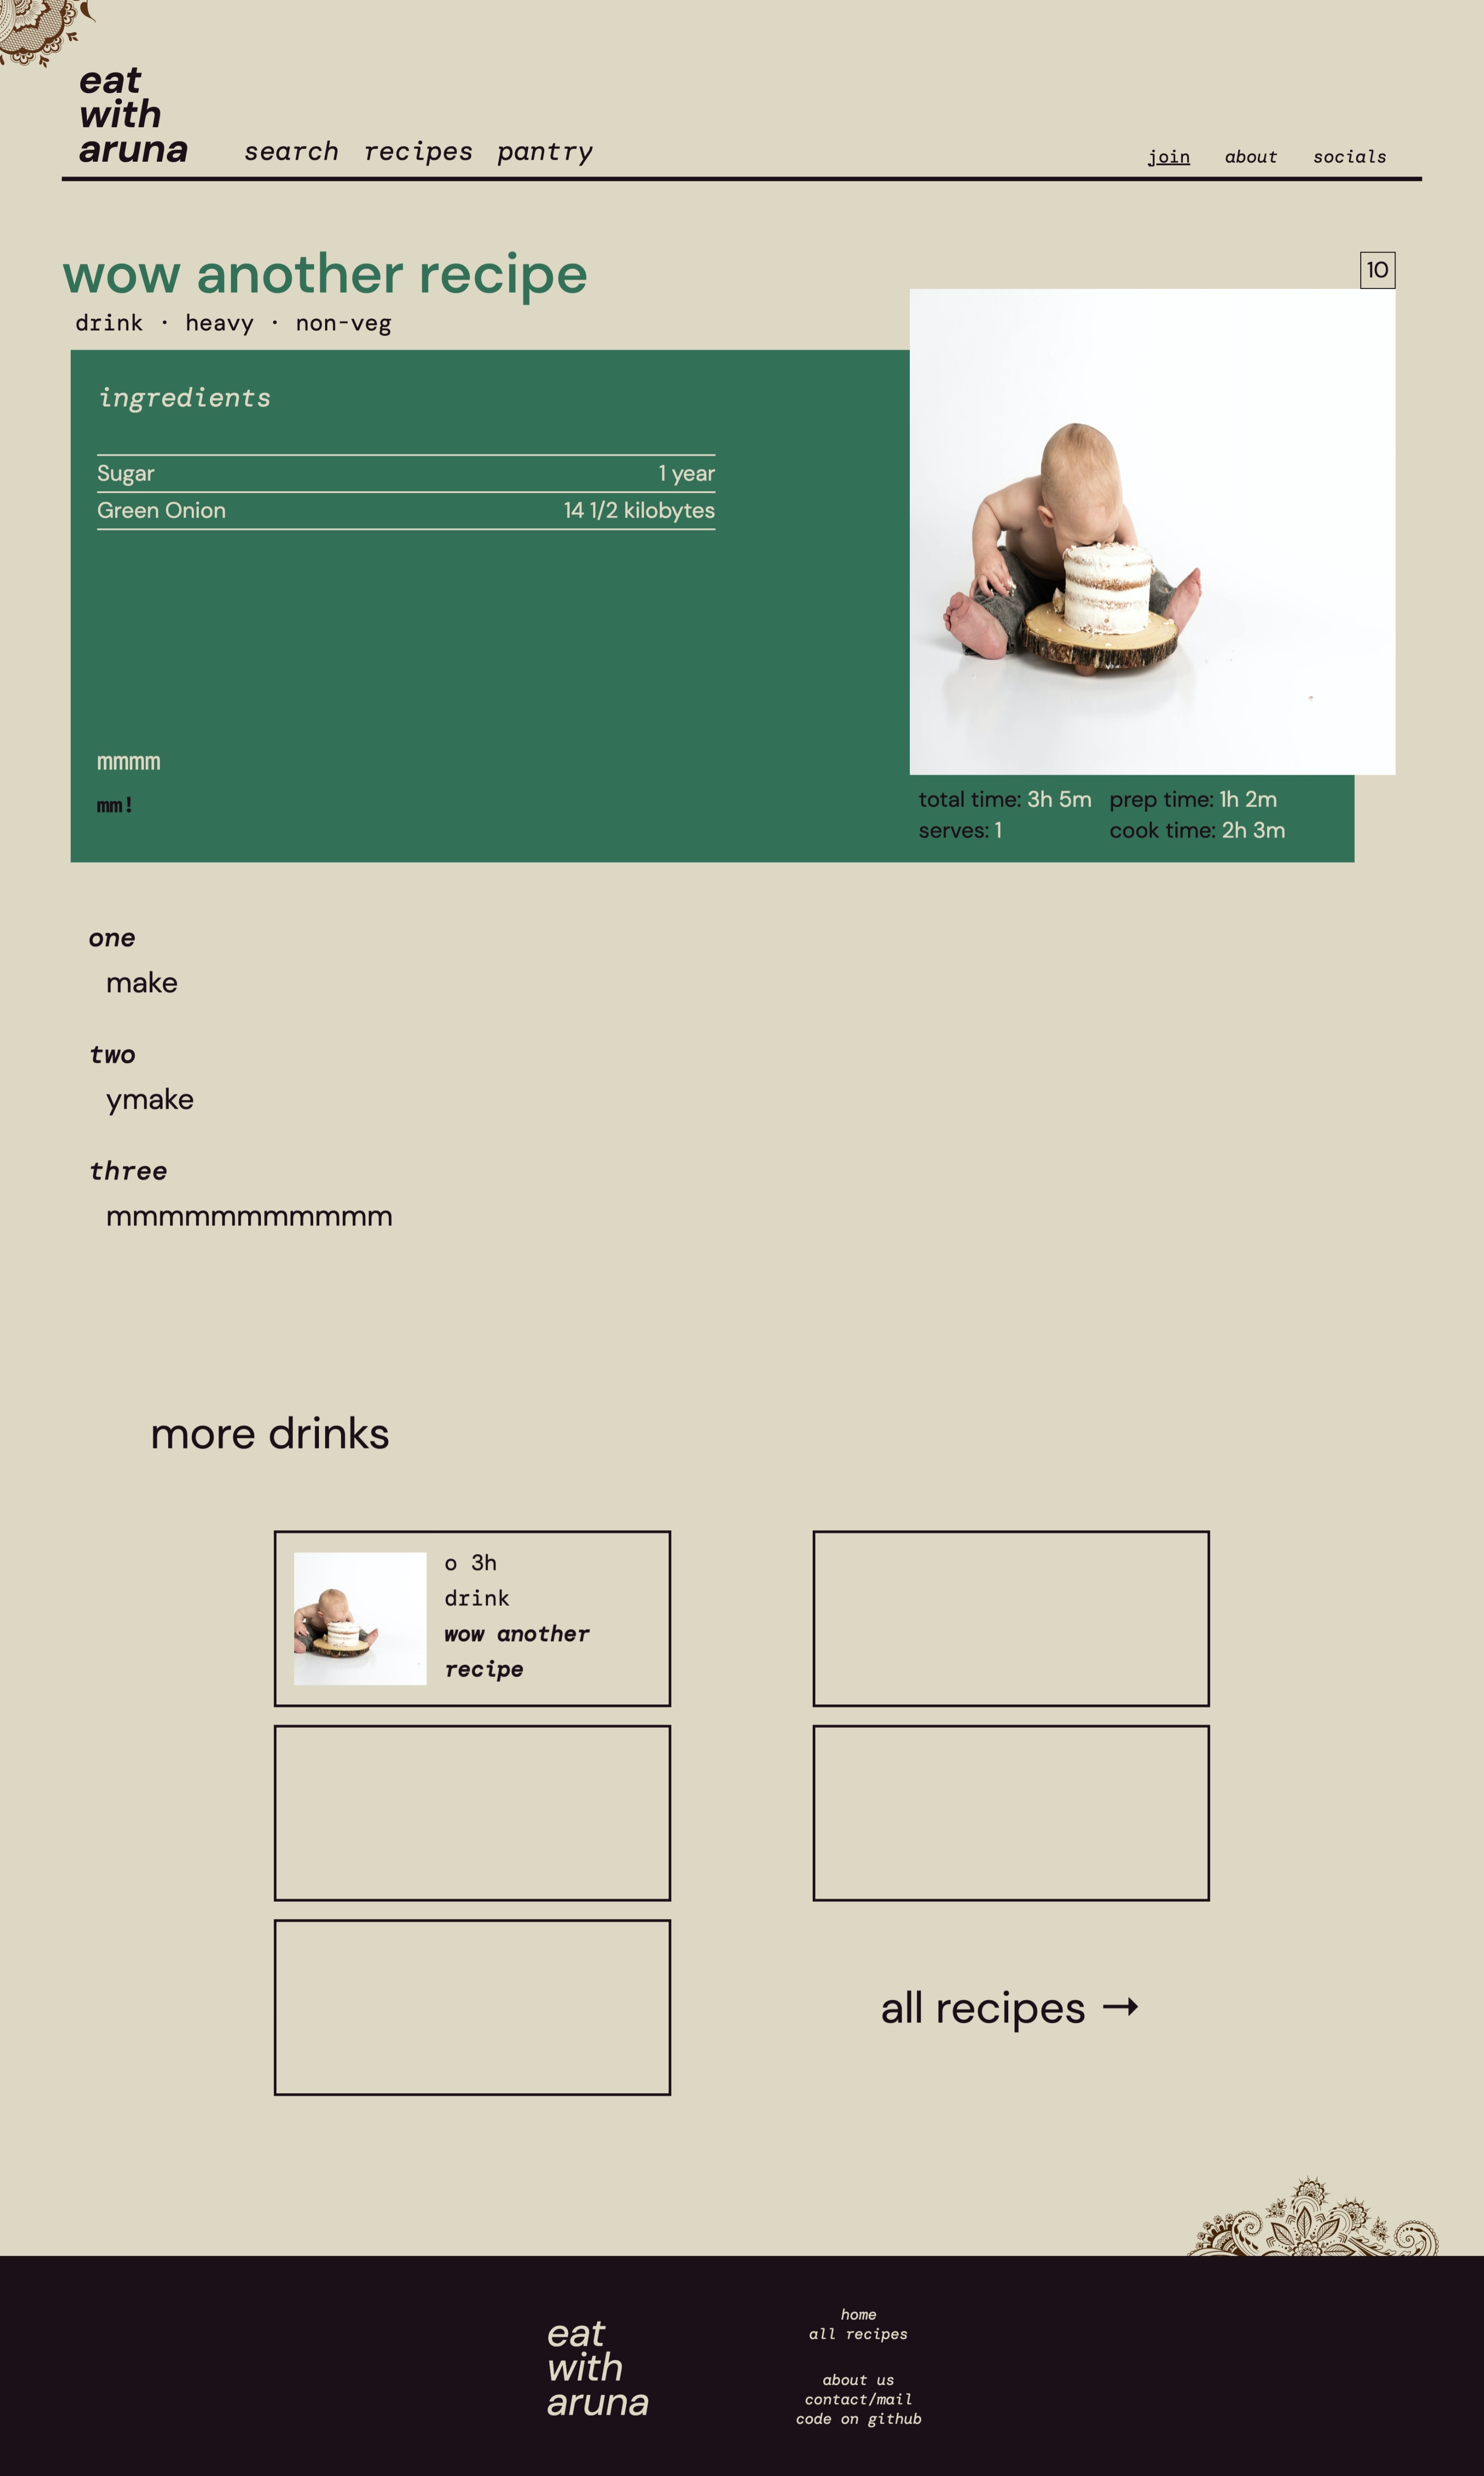 eat
with
aruna
search recipes pantry
join about socials
wow another recipe
10
drink · heavy · non-veg
ingredients
Sugar 1 year
Green Onion 14 1/2 kilobytes
mmmm
mm!
total time: 3h 5m prep time: 1h 2m
serves: 1 cook time: 2h 3m
one
make
two
ymake
three
mmmmmmmmmmm
more drinks
o 3h
drink
wow another
recipe
all recipes →
eat
with
aruna
home
all recipes
about us
contact/mail
code on github